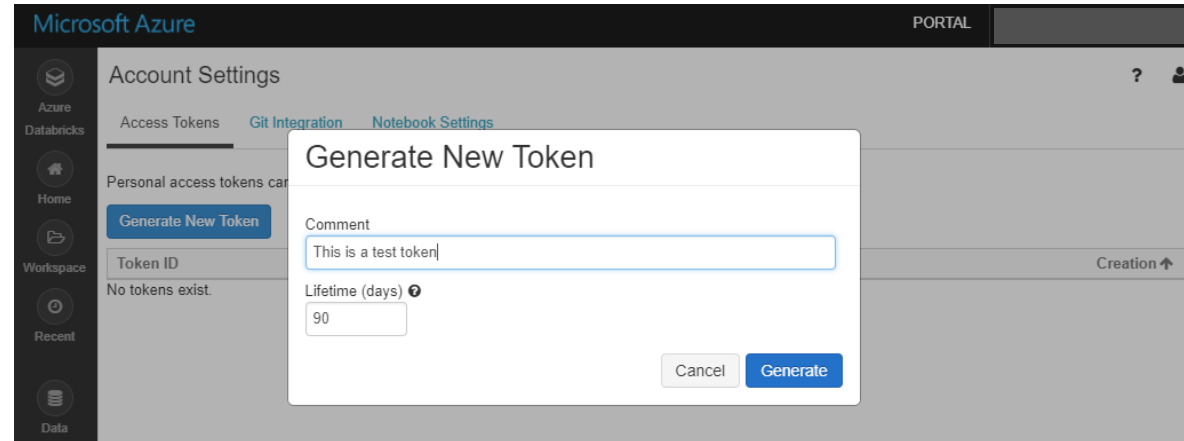 Microsoft Azure
PORTAL
Account Settings
?
Azure
Databricks
Access Tokens Git Integration Notebook Settings
Generate New Token
Home
Personal access tokens can
Generate New Token
Comment
This is a test token
Workspace
Token ID
Creation
No tokens exist.
Lifetime (days)
90
Recent
Cancel Generate
Data